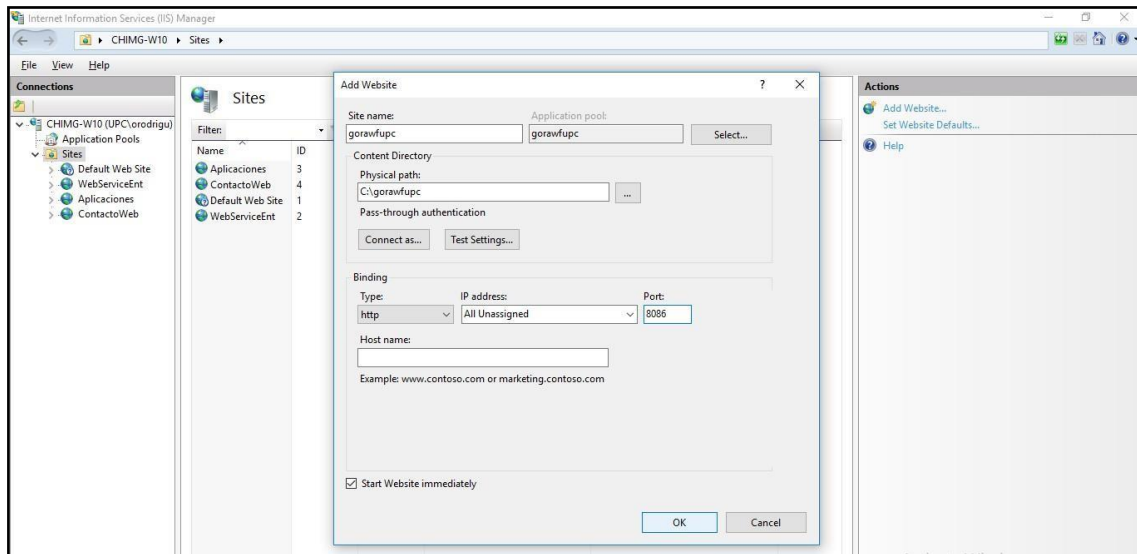 Internet Information Services (IIS) Manager
CHIMG-W10 Sites
File View Help
Connections
CHIMG-W10 (UPC\orodrigu)
Application Pools
Sites
Default Web Site
WebServiceEnt
Aplicaciones
ContactoWeb
Sites
Filter:
Name ID
Aplicaciones 3
ContactoWeb 4
Default Web Site 1
WebServiceEnt 2
Add Website ?
Site name: Application pool:
gorawfupc gorawfupc Select...
Content Directory
Physical path:
C:\gorawfupc ...
Pass-through authentication
Connect as... Test Settings...
Binding
Type: IP address: Port:
http All Unassigned 8086
Host name:
Example: www.contoso.com or marketing.contoso.com
Start Website immediately
OK Cancel
Actions
Add Website...
Set Website Defaults...
Help